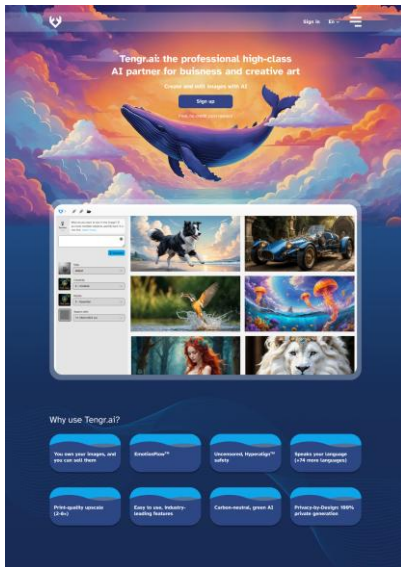 Sign in En
Tengr.ai: the professional high-class
AI partner for buisness and creative art
Create and edit images with AI
Sign up
Why use Tengr.ai?
You own your images, and
you can sell them
EmotionFlow™
Uncensored, Hyperalign™
safety
Speaks your language
(+74 more languages)
Print-quality upscale
(2-6x)
Easy to use, industry-
leading features
Carbon-neutral, green AI
Privacy-by-Design: 100%
private generation